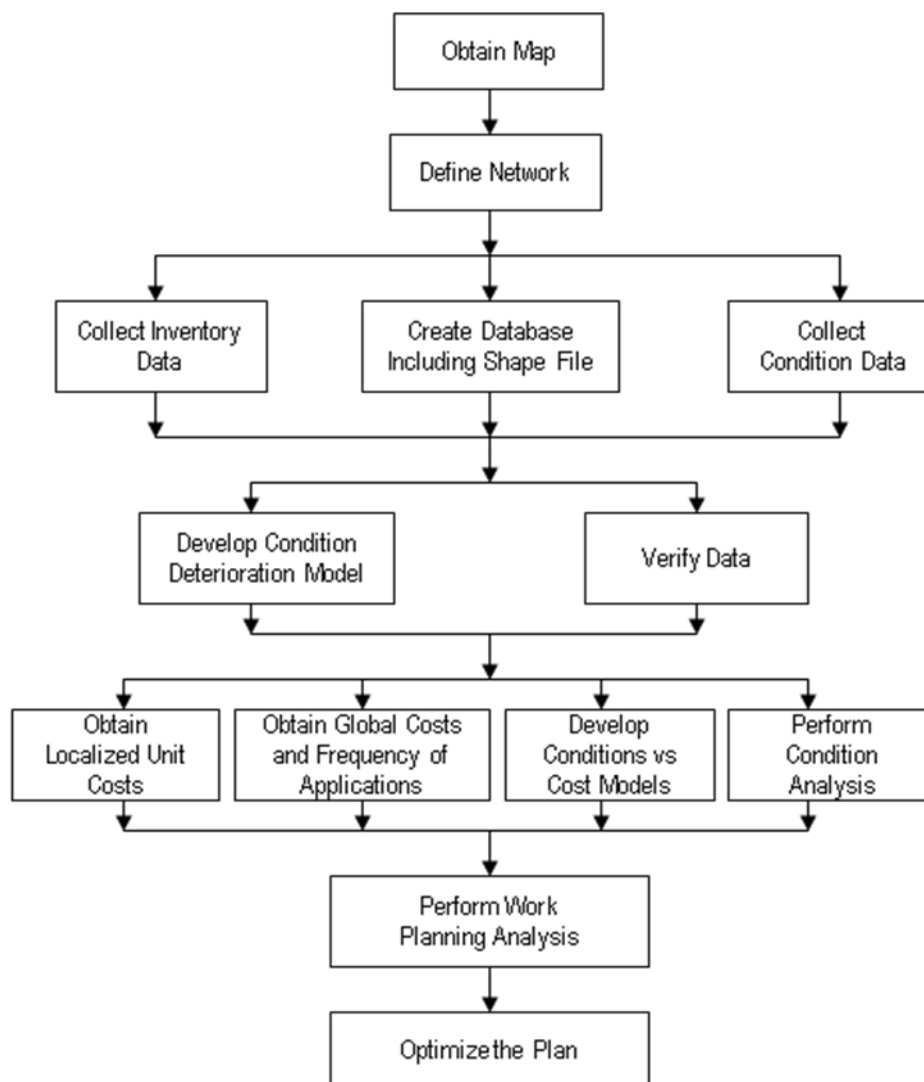 Obtain Map
Define Network
Collect Inventory
Data
Create Database
Including Shape File
Collect
Condition Data
Develop Condition
Deterioration Model
Verify Data
Obtain
Localized Unit
Costs
Obtain Global Costs
and Frequency of
Applications
Develop
Conditions vs
Cost Models
Perform
Condition
Analysis
Perform Work
Planning Analysis
Optimize the Plan